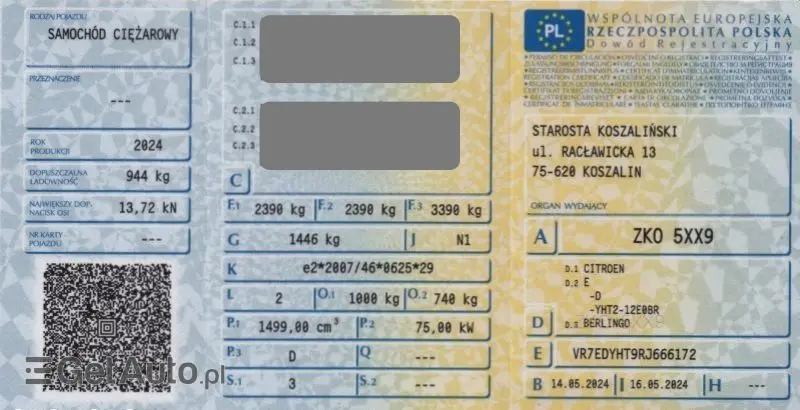 RODZAJ POJAZDU
SAMOCHÓD CIĘŻAROWY
PRZEZNACZENIE
---
ROK PRODUKCJI 2024
DOPUSZCZALNA ŁADOWNOŚĆ 944 kg
NAJWIĘKSZY DOP. NACISK OSI 13,72 kN
NR KARTY POJAZDU ---
GetAuto.pl
C.1.1
C.1.2
C.1.3
C.2.1
C.2.2
C.2.3
C
F.1 2390 kg F.2 2390 kg F.3 3390 kg
G 1446 kg J N1
K e2*2007/46*0625*29
L 2 O.1 1000 kg O.2 740 kg
P.1 1499,00 cm³ P.2 75,00 kW
P.3 D Q ---
S.1 3 S.2 ---
PL
WSPÓLNOTA EUROPEJSKA
RZECZPOSPOLITA POLSKA
Dowód Rejestracyjny
STAROSTA KOSZALIŃSKI
ul. RACŁAWICKA 13
75-620 KOSZALIN
ORGAN WYDAJĄCY
A ZKO 5XX9
D.1 CITROEN
D.2 E
-D
-YHT2-12E0BR
D D.3 BERLINGO
E VR7EDYHT9RJ666172
B 14.05.2024 I 16.05.2024 H ---